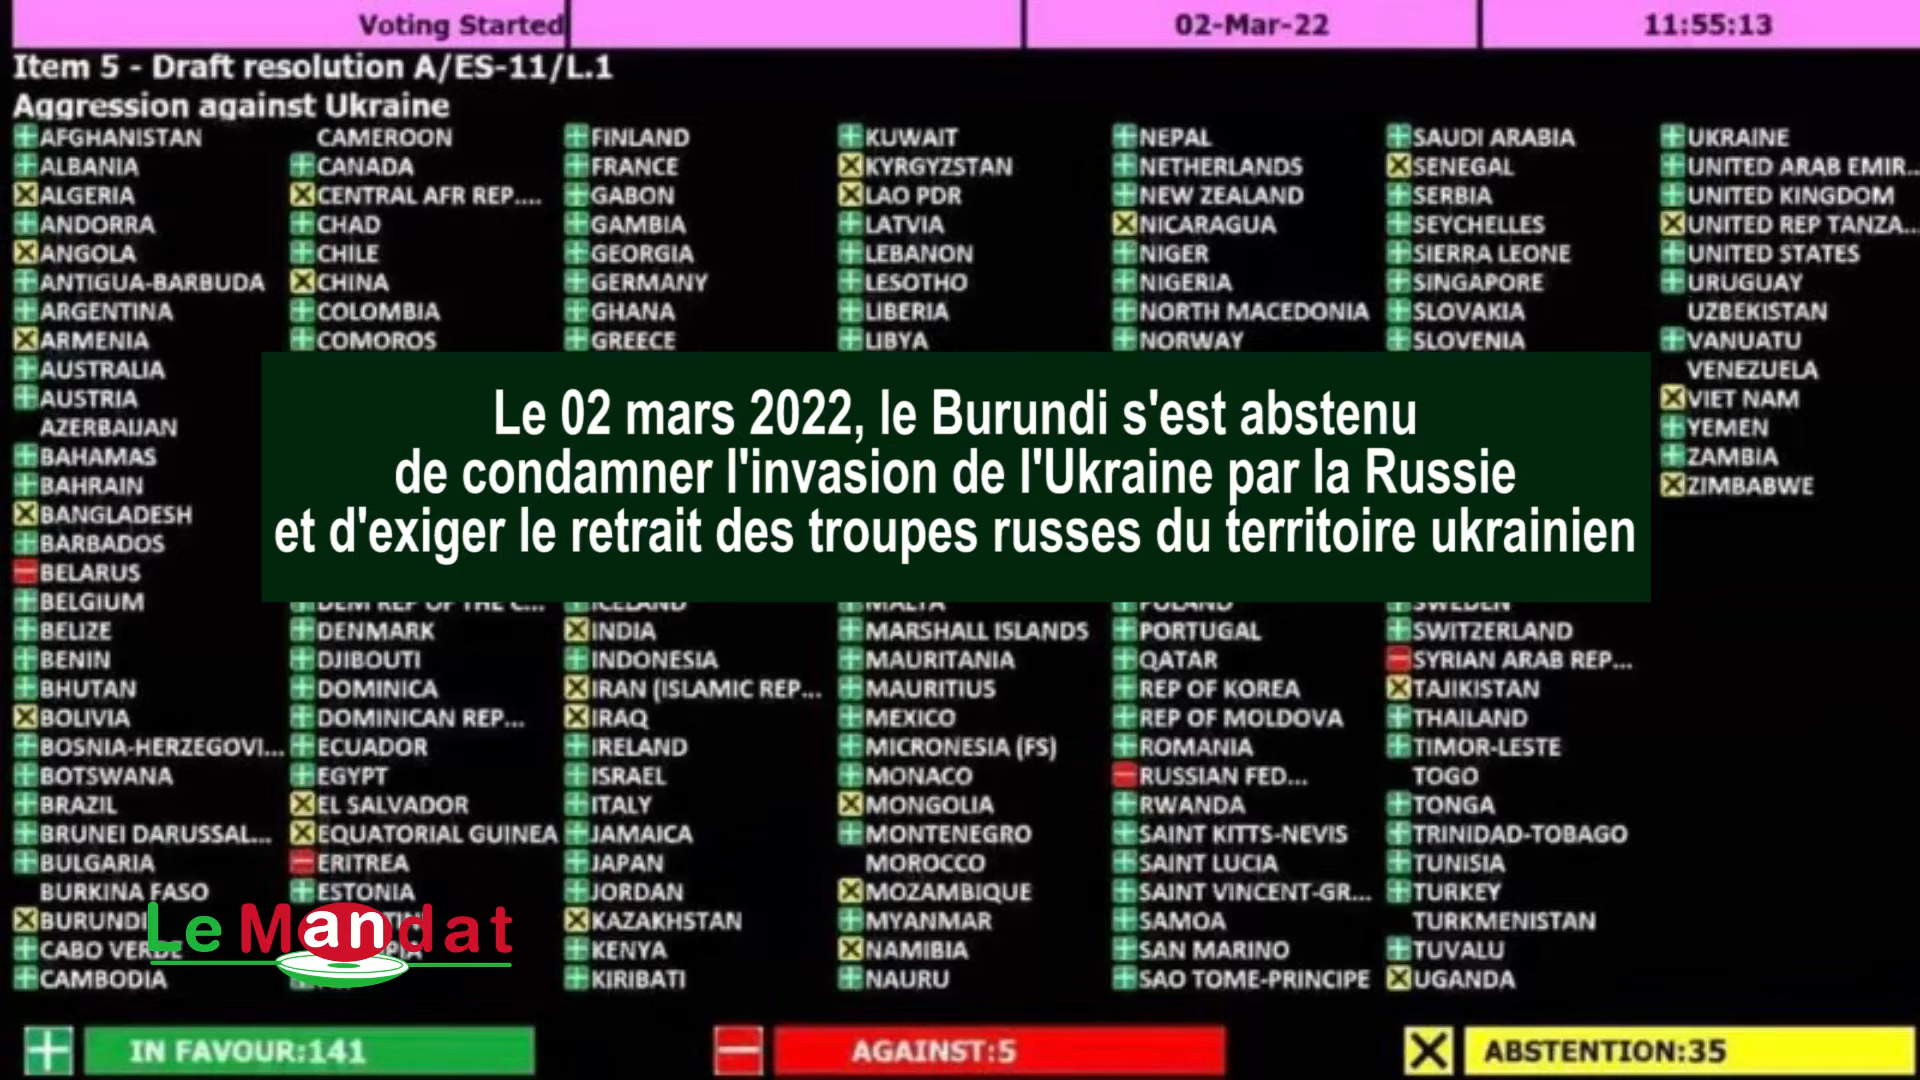 Voting Started 02-Mar-22 11:55:13
Item 5 - Draft resolution A/ES-11/L.1
Aggression against Ukraine
AFGHANISTAN CAMEROON FINLAND KUWAIT NEPAL SAUDI ARABIA UKRAINE
ALBANIA CANADA FRANCE KYRGYZSTAN NETHERLANDS SENEGAL UNITED ARAB EMIR...
ALGERIA CENTRAL AFR REP.... GABON LAO PDR NEW ZEALAND SERBIA UNITED KINGDOM
ANDORRA CHAD GAMBIA LATVIA NICARAGUA SEYCHELLES UNITED REP TANZA...
ANGOLA CHILE GEORGIA LEBANON NIGER SIERRA LEONE UNITED STATES
ANTIGUA-BARBUDA CHINA GERMANY LESOTHO NIGERIA SINGAPORE URUGUAY
ARGENTINA COLOMBIA GHANA LIBERIA NORTH MACEDONIA SLOVAKIA UZBEKISTAN
ARMENIA COMOROS GREECE LIBYA NORWAY SLOVENIA VANUATU
AUSTRALIA VENEZUELA
AUSTRIA VIET NAM
AZERBAIJAN YEMEN
BAHAMAS ZAMBIA
BAHRAIN ZIMBABWE
BANGLADESH
BARBADOS
BELARUS
Le 02 mars 2022, le Burundi s'est abstenu
de condamner l'invasion de l'Ukraine par la Russie
et d'exiger le retrait des troupes russes du territoire ukrainien
BELGIUM DEM REP OF THE C... ICELAND MALTA POLAND SWEDEN
BELIZE DENMARK INDIA MARSHALL ISLANDS PORTUGAL SWITZERLAND
BENIN DJIBOUTI INDONESIA MAURITANIA QATAR SYRIAN ARAB REP...
BHUTAN DOMINICA IRAN (ISLAMIC REP... MAURITIUS REP OF KOREA TAJIKISTAN
BOLIVIA DOMINICAN REP... IRAQ MEXICO REP OF MOLDOVA THAILAND
BOSNIA-HERZEGOVI... ECUADOR IRELAND MICRONESIA (FS) ROMANIA TIMOR-LESTE
BOTSWANA EGYPT ISRAEL MONACO RUSSIAN FED... TOGO
BRAZIL EL SALVADOR ITALY MONGOLIA RWANDA TONGA
BRUNEI DARUSSAL... EQUATORIAL GUINEA JAMAICA MONTENEGRO SAINT KITTS-NEVIS TRINIDAD-TOBAGO
BULGARIA ERITREA JAPAN MOROCCO SAINT LUCIA TUNISIA
BURKINA FASO ESTONIA JORDAN MOZAMBIQUE SAINT VINCENT-GR... TURKEY
BURUNDI KAZAKHSTAN MYANMAR SAMOA TURKMENISTAN
CABO VERDE KENYA NAMIBIA SAN MARINO TUVALU
CAMBODIA KIRIBATI NAURU SAO TOME-PRINCIPE UGANDA
Le Mandat
IN FAVOUR:141 AGAINST:5 ABSTENTION:35